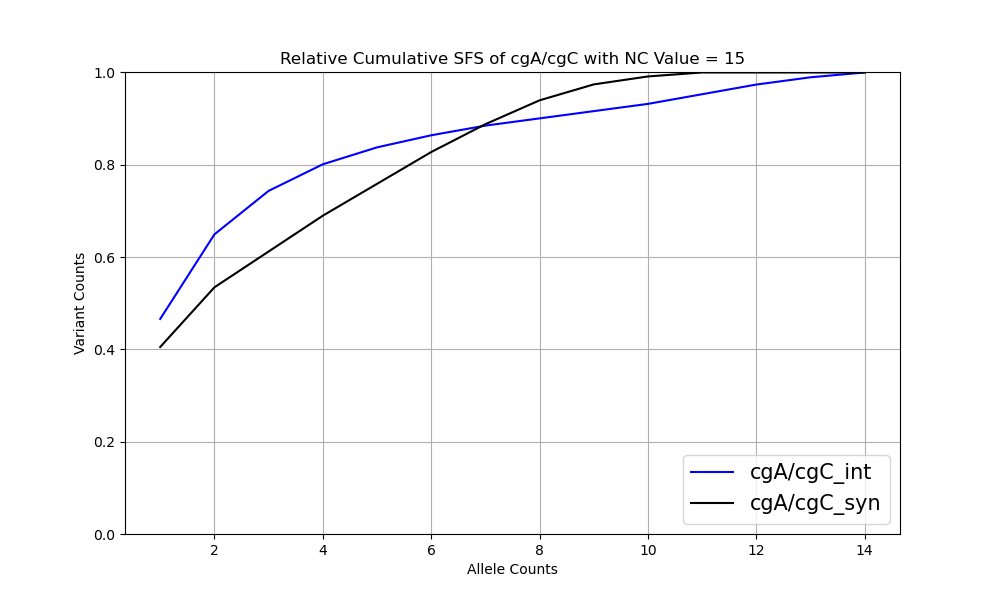 Relative Cumulative SFS of cgA/cgC with NC Value = 15
Variant Counts
1.0
0.8
0.6
0.4
0.2
0.0
2 4 6 8 10 12 14
Allele Counts
cgA/cgC_int
cgA/cgC_syn